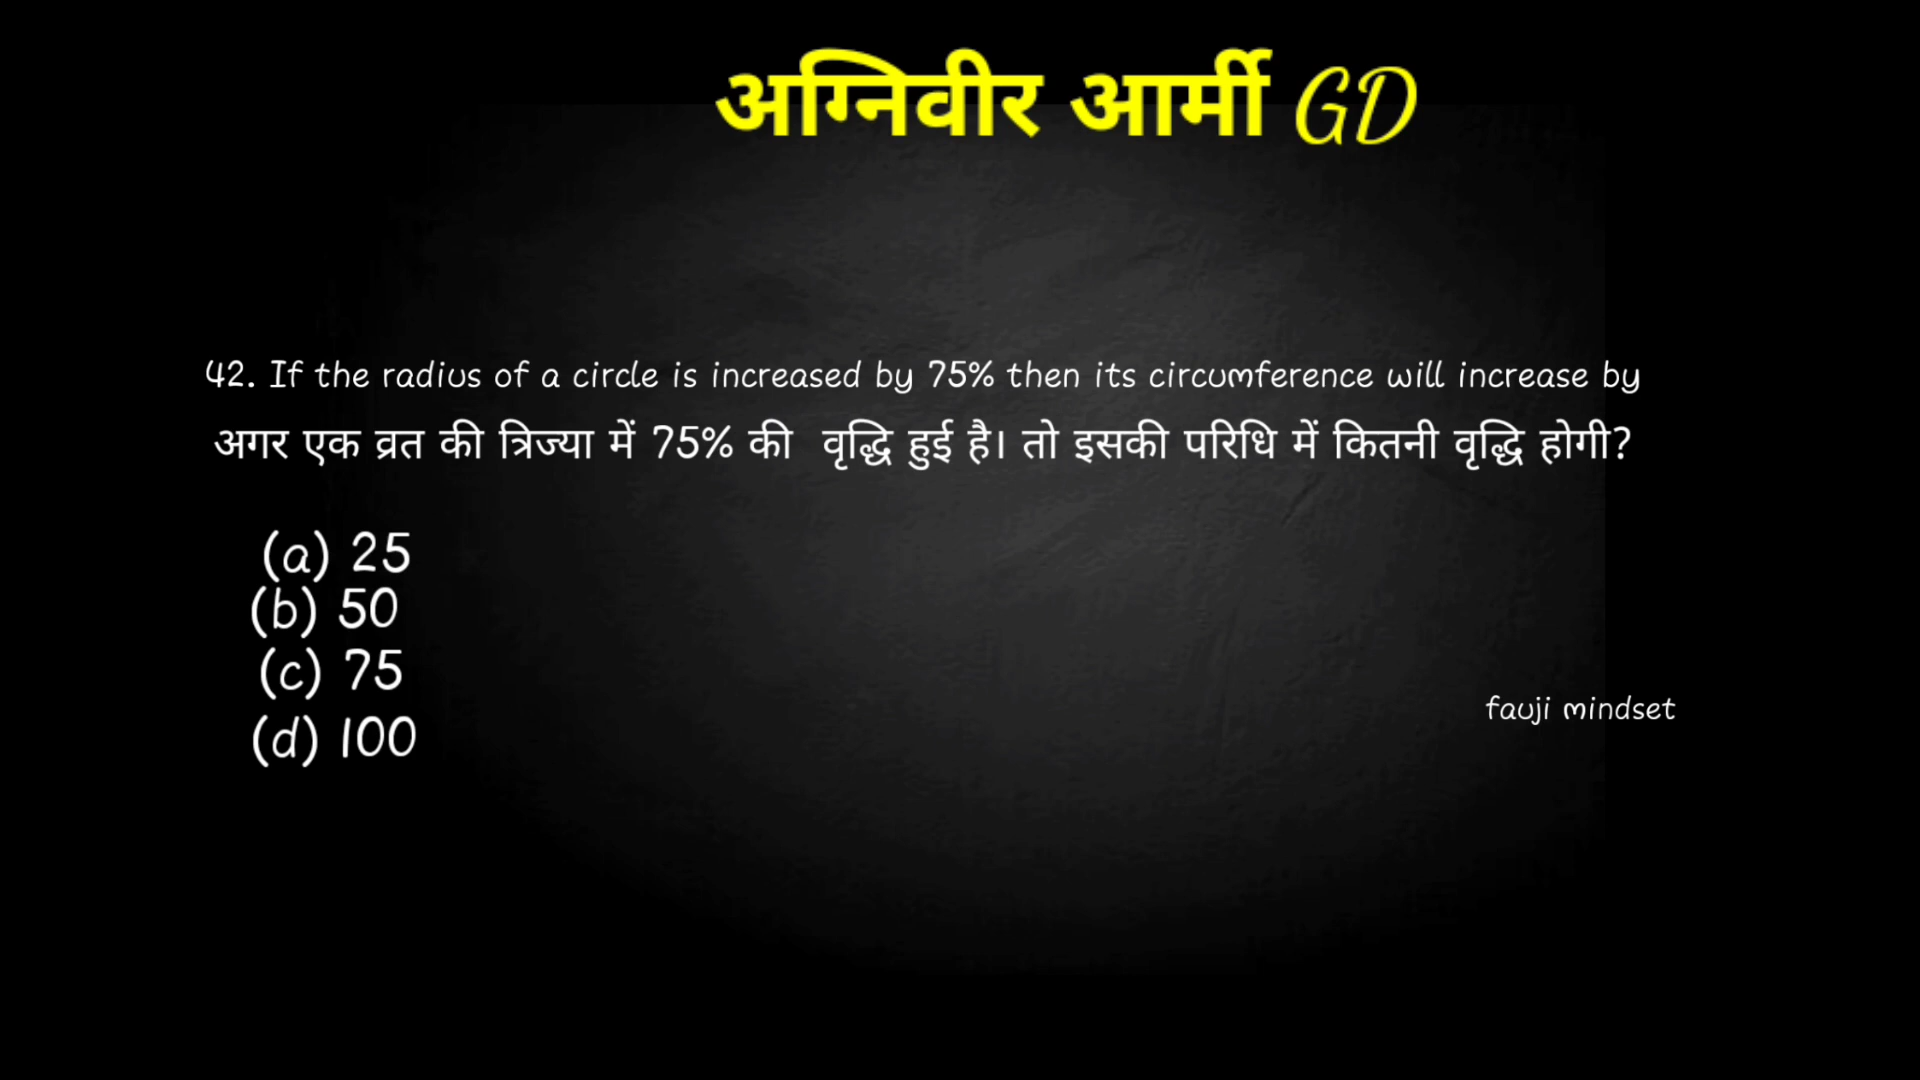 अग्निवीर आर्मी GD
42. If the radius of a circle is increased by 75% then its circumference will increase by
अगर एक व्रत की त्रिज्या में 75% की वृद्धि हुई है। तो इसकी परिधि में कितनी वृद्धि होगी?
(a) 25
(b) 50
(c) 75
(d) 100
fauji mindset